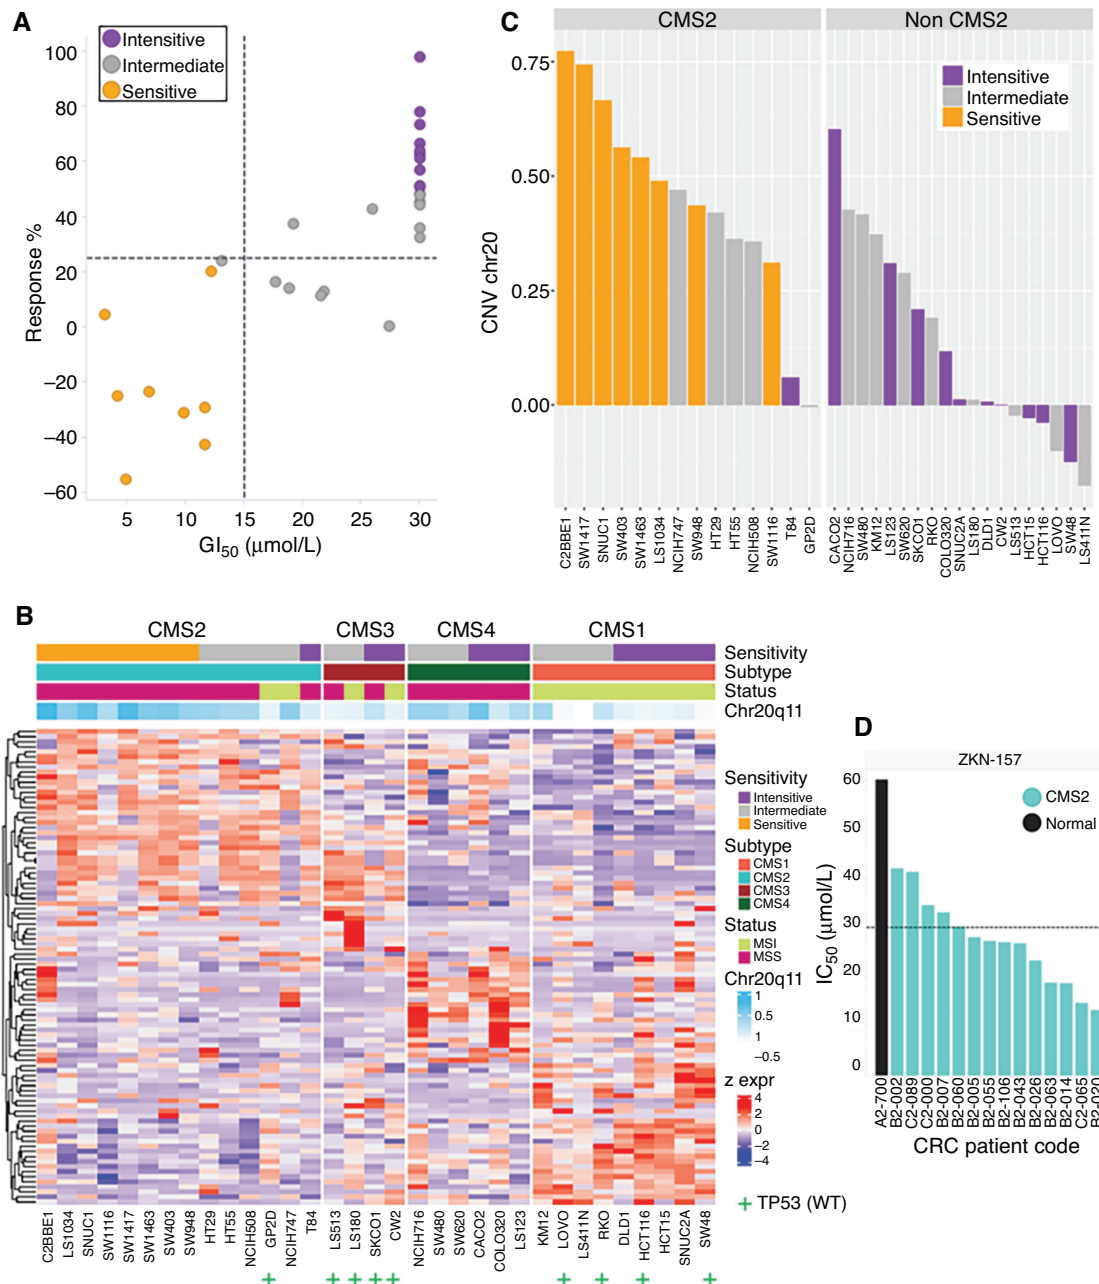 A
Intensitive
Intermediate
Sensitive
100
80
60
40
20
0
−20
−40
−60
Response %
5
10
15
20
25
30
GI50 (μmol/L)
C
CMS2
Non CMS2
Intensitive
Intermediate
Sensitive
0.75
0.50
0.25
0.00
CNV chr20
C2BBE1
SW1417
SNUC1
SW403
SW1463
LS1034
NCIH747
SW948
HT29
HT55
NCIH508
SW1116
T84
GP2D
CACO2
NCIH716
SW480
KM12
LS123
SW620
SKCO1
RKO
COLO320
SNUC2A
LS180
DLD1
CW2
LS513
HCT15
HCT116
LOVO
SW48
LS411N
B
CMS2
CMS3
CMS4
CMS1
Sensitivity
Subtype
Status
Chr20q11
Sensitivity
Intensitive
Intermediate
Sensitive
Subtype
CMS1
CMS2
CMS3
CMS4
Status
MSI
MSS
Chr20q11
1
0.5
1
−0.5
z expr
4
2
0
−2
−4
+ TP53 (WT)
C2BBE1
LS1034
SNUC1
SW1116
SW1417
SW1463
SW403
SW948
HT29
HT55
NCIH508
GP2D
NCIH747
T84
LS513
LS180
SKCO1
CW2
NCIH716
SW480
SW620
CACO2
COLO320
LS123
KM12
LOVO
LS411N
RKO
DLD1
HCT116
HCT15
SNUC2A
SW48
+ + + + + + + + +
D
ZKN-157
CMS2
Normal
60
50
40
30
20
10
0
IC50 (μmol/L)
A2-700
B2-002
C2-089
C2-000
B2-007
B2-060
B2-005
B2-055
B2-106
B2-043
B2-026
B2-063
B2-014
C2-065
B2-020
CRC patient code